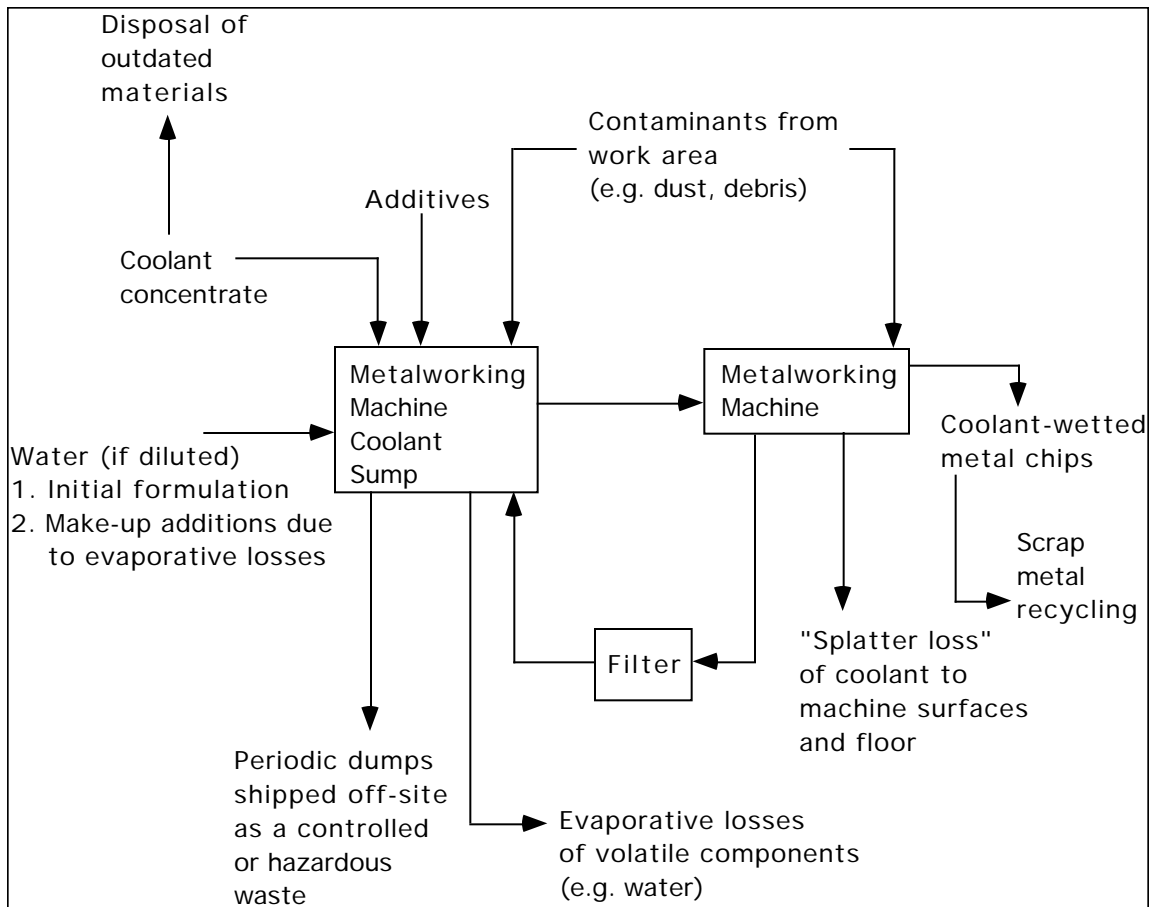 Disposal of
outdated
materials
Contaminants from
work area
(e.g. dust, debris)
Additives
Coolant
concentrate
Metalworking
Machine
Coolant
Sump
Metalworking
Machine
Coolant-wetted
metal chips
Water (if diluted)
1. Initial formulation
2. Make-up additions due
to evaporative losses
Scrap
metal
recycling
Filter
"Splatter loss"
of coolant to
machine surfaces
and floor
Periodic dumps
shipped off-site
as a controlled
or hazardous
waste
Evaporative losses
of volatile components
(e.g. water)